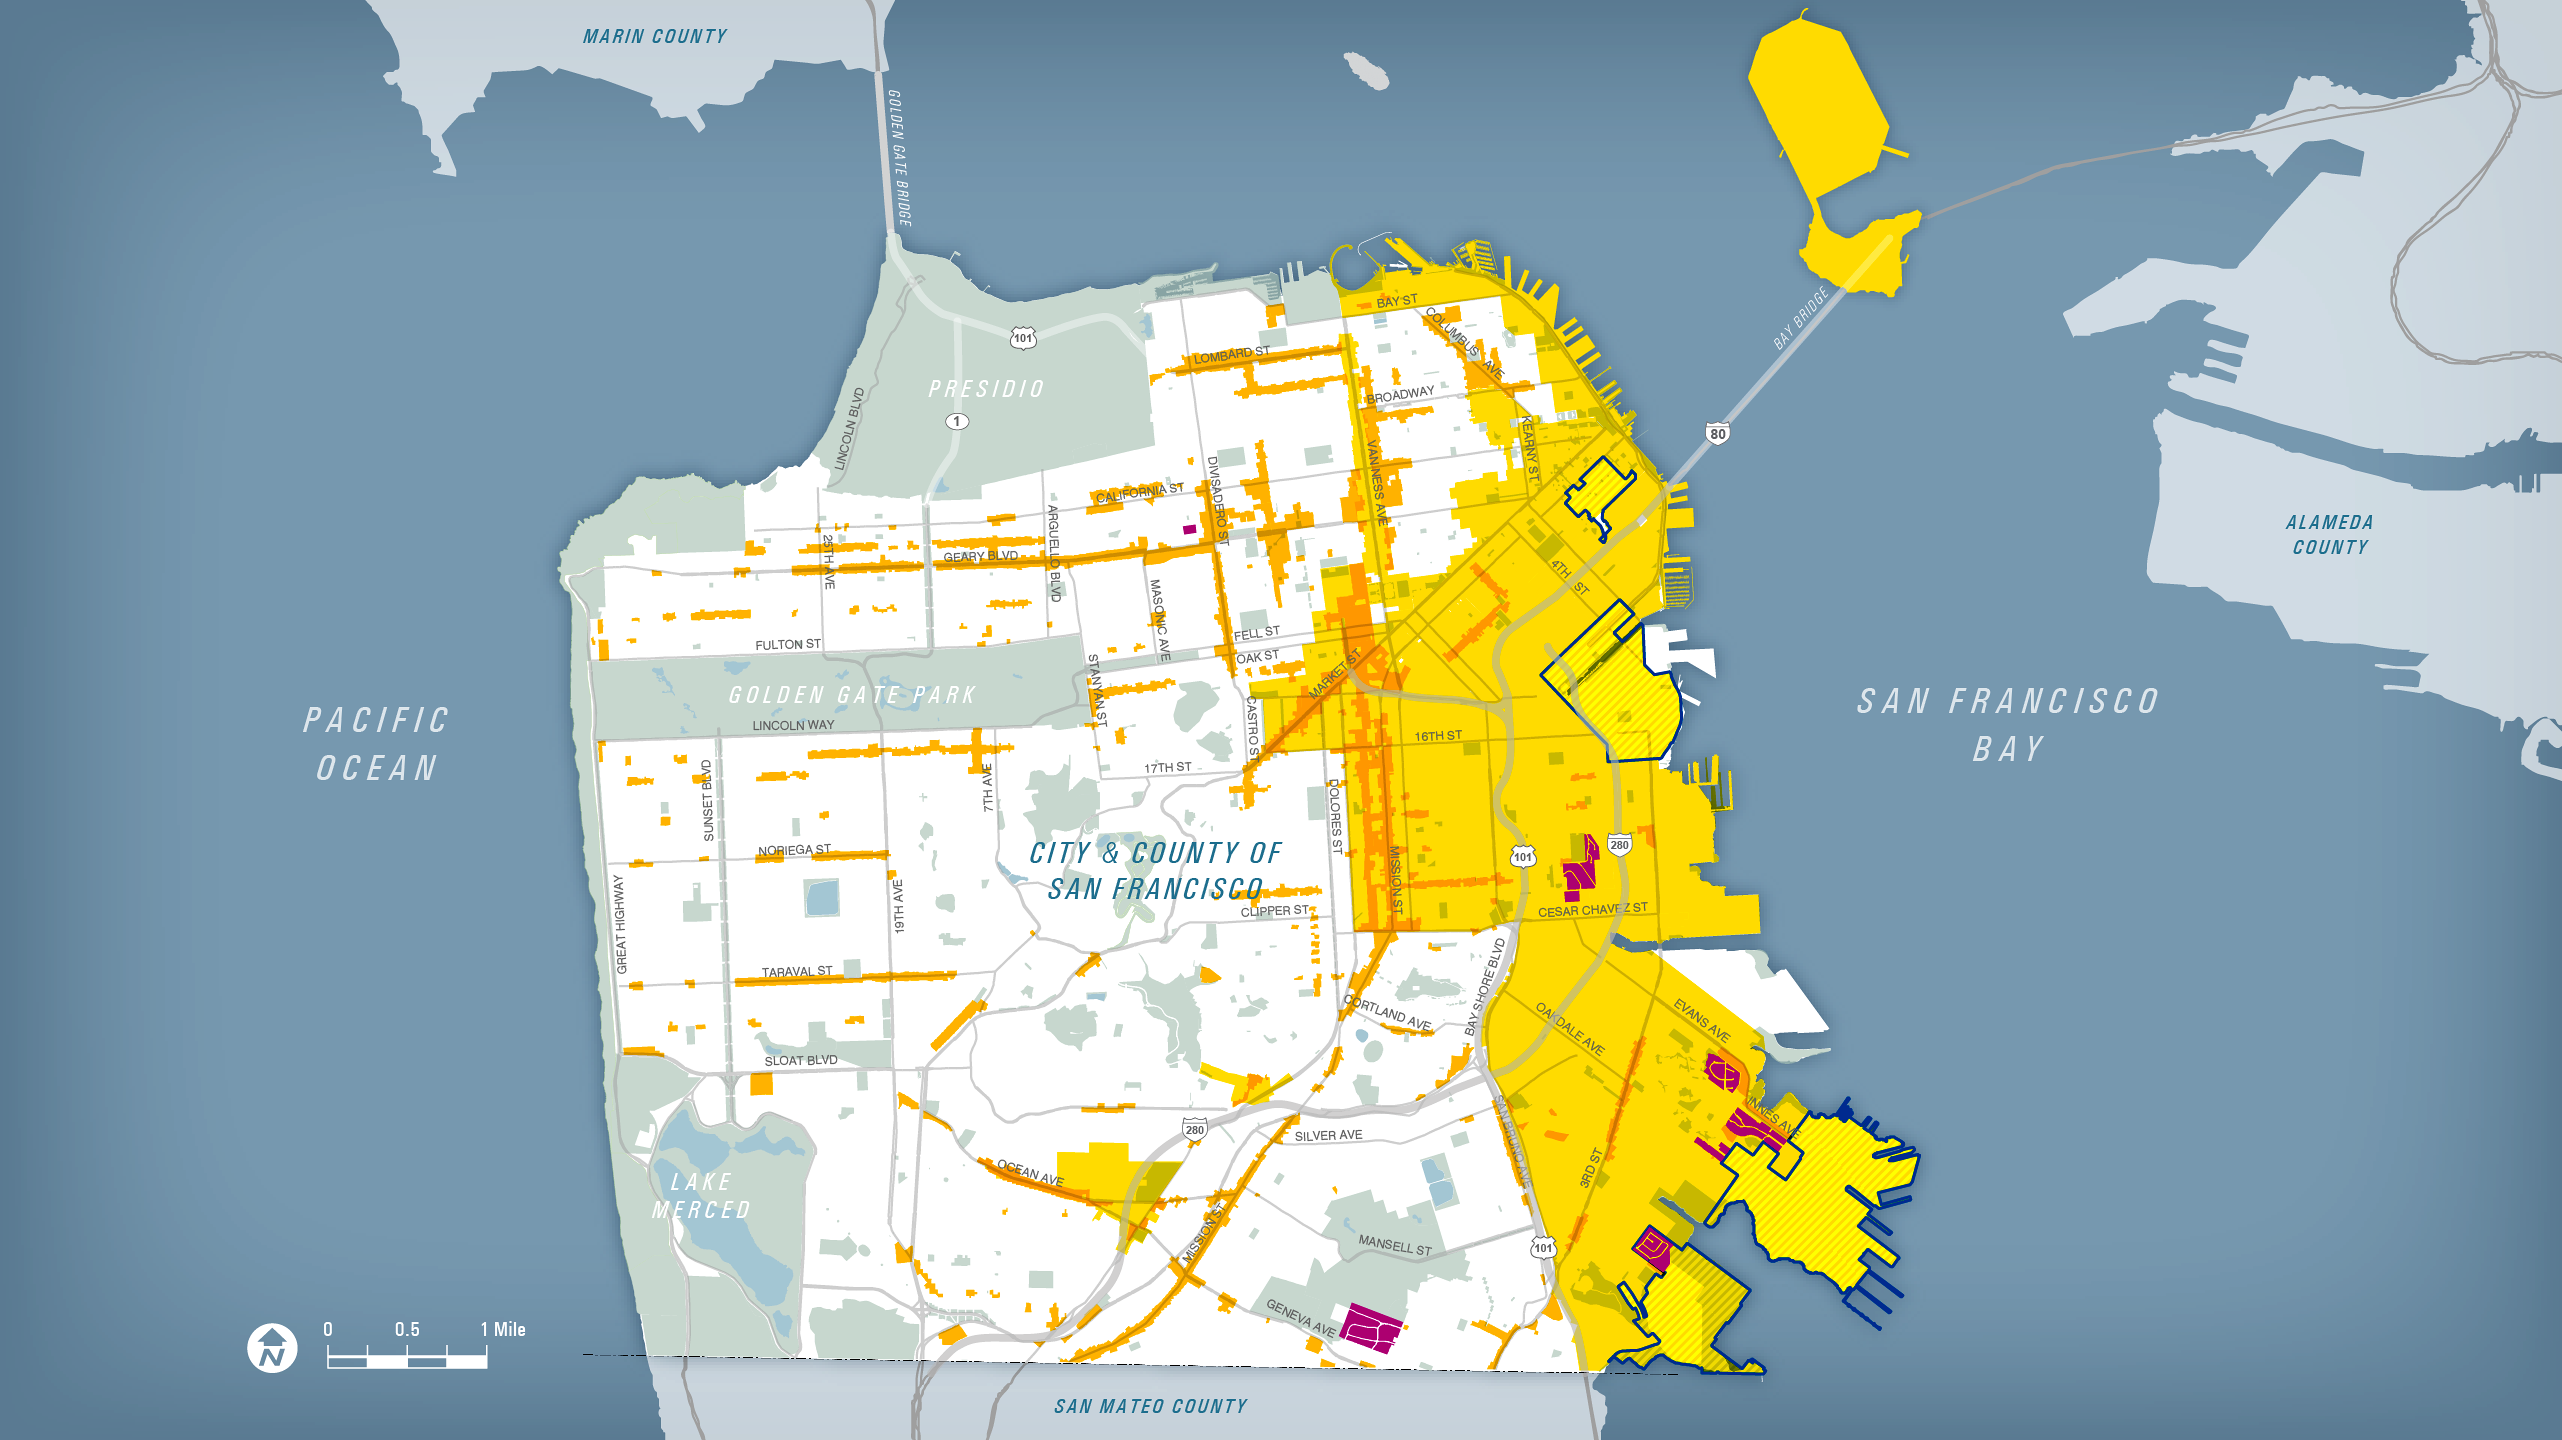 MARIN COUNTY
GOLDEN GATE BRIDGE
101
PRESIDIO
1
LINCOLN BLVD
BAY ST
COLUMBUS AVE
LOMBARD ST
BROADWAY
BAY BRIDGE
80
KEARNY ST
VAN NESS AVE
DIVISADERO ST
CALIFORNIA ST
ARGUELLO BLVD
25TH AVE
GEARY BLVD
MASONIC AVE
4TH ST
ALAMEDA
COUNTY
FULTON ST
FELL ST
OAK ST
STANYAN ST
MARKET ST
CASTRO ST
GOLDEN GATE PARK
LINCOLN WAY
PACIFIC
OCEAN
SAN FRANCISCO
BAY
16TH ST
17TH ST
7TH AVE
SUNSET BLVD
DOLORES ST
MISSION ST
NORIEGA ST
CITY & COUNTY OF
SAN FRANCISCO
101
280
19TH AVE
GREAT HIGHWAY
CLIPPER ST
CESAR CHAVEZ ST
TARAVAL ST
BAY SHORE BLVD
CORTLAND AVE
OAKDALE AVE
EVANS AVE
SLOAT BLVD
280
SILVER AVE
SAN BRUNO AVE
INNES AVE
3RD ST
OCEAN AVE
LAKE
MERCED
MISSION ST
MANSELL ST
101
GENEVA AVE
N
0 0.5 1 Mile
SAN MATEO COUNTY